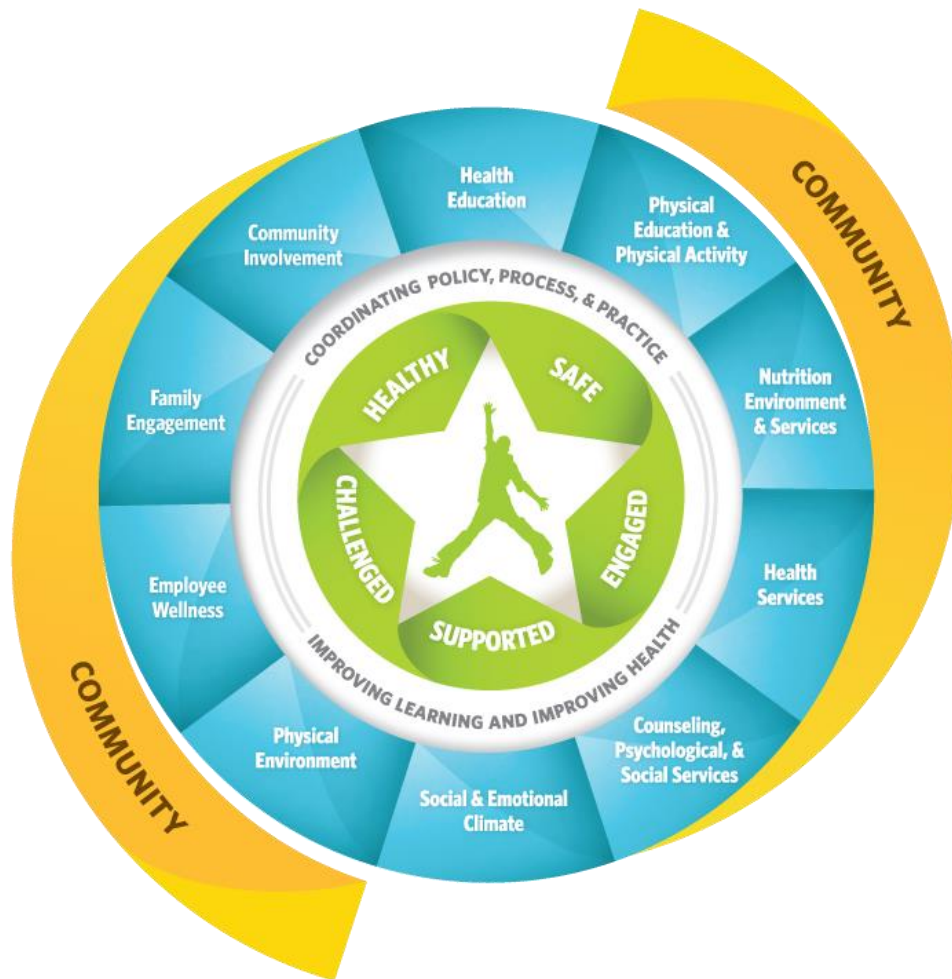 COMMUNITY
Health
Education
Physical
Education &
Physical Activity
Nutrition
Environment
& Services
Health
Services
Counseling,
Psychological, &
Social Services
Social & Emotional
Climate
Physical
Environment
Employee
Wellness
Family
Engagement
Community
Involvement
COORDINATING POLICY, PROCESS, & PRACTICE
IMPROVING LEARNING AND IMPROVING HEALTH
HEALTHY
SAFE
ENGAGED
SUPPORTED
CHALLENGED
COMMUNITY